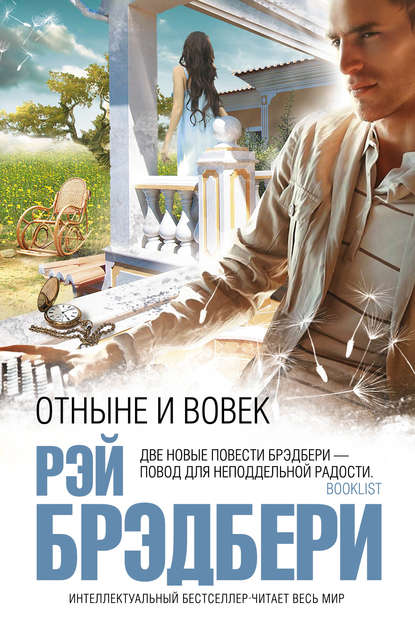 ОТНЫНЕ И ВОВЕК
РЭЙ
БРЭДБЕРИ
ДВЕ НОВЫЕ ПОВЕСТИ БРЭДБЕРИ —
ПОВОД ДЛЯ НЕПОДДЕЛЬНОЙ РАДОСТИ.
BOOKLIST
ИНТЕЛЛЕКТУАЛЬНЫЙ БЕСТСЕЛЛЕР·ЧИТАЕТ ВЕСЬ МИР